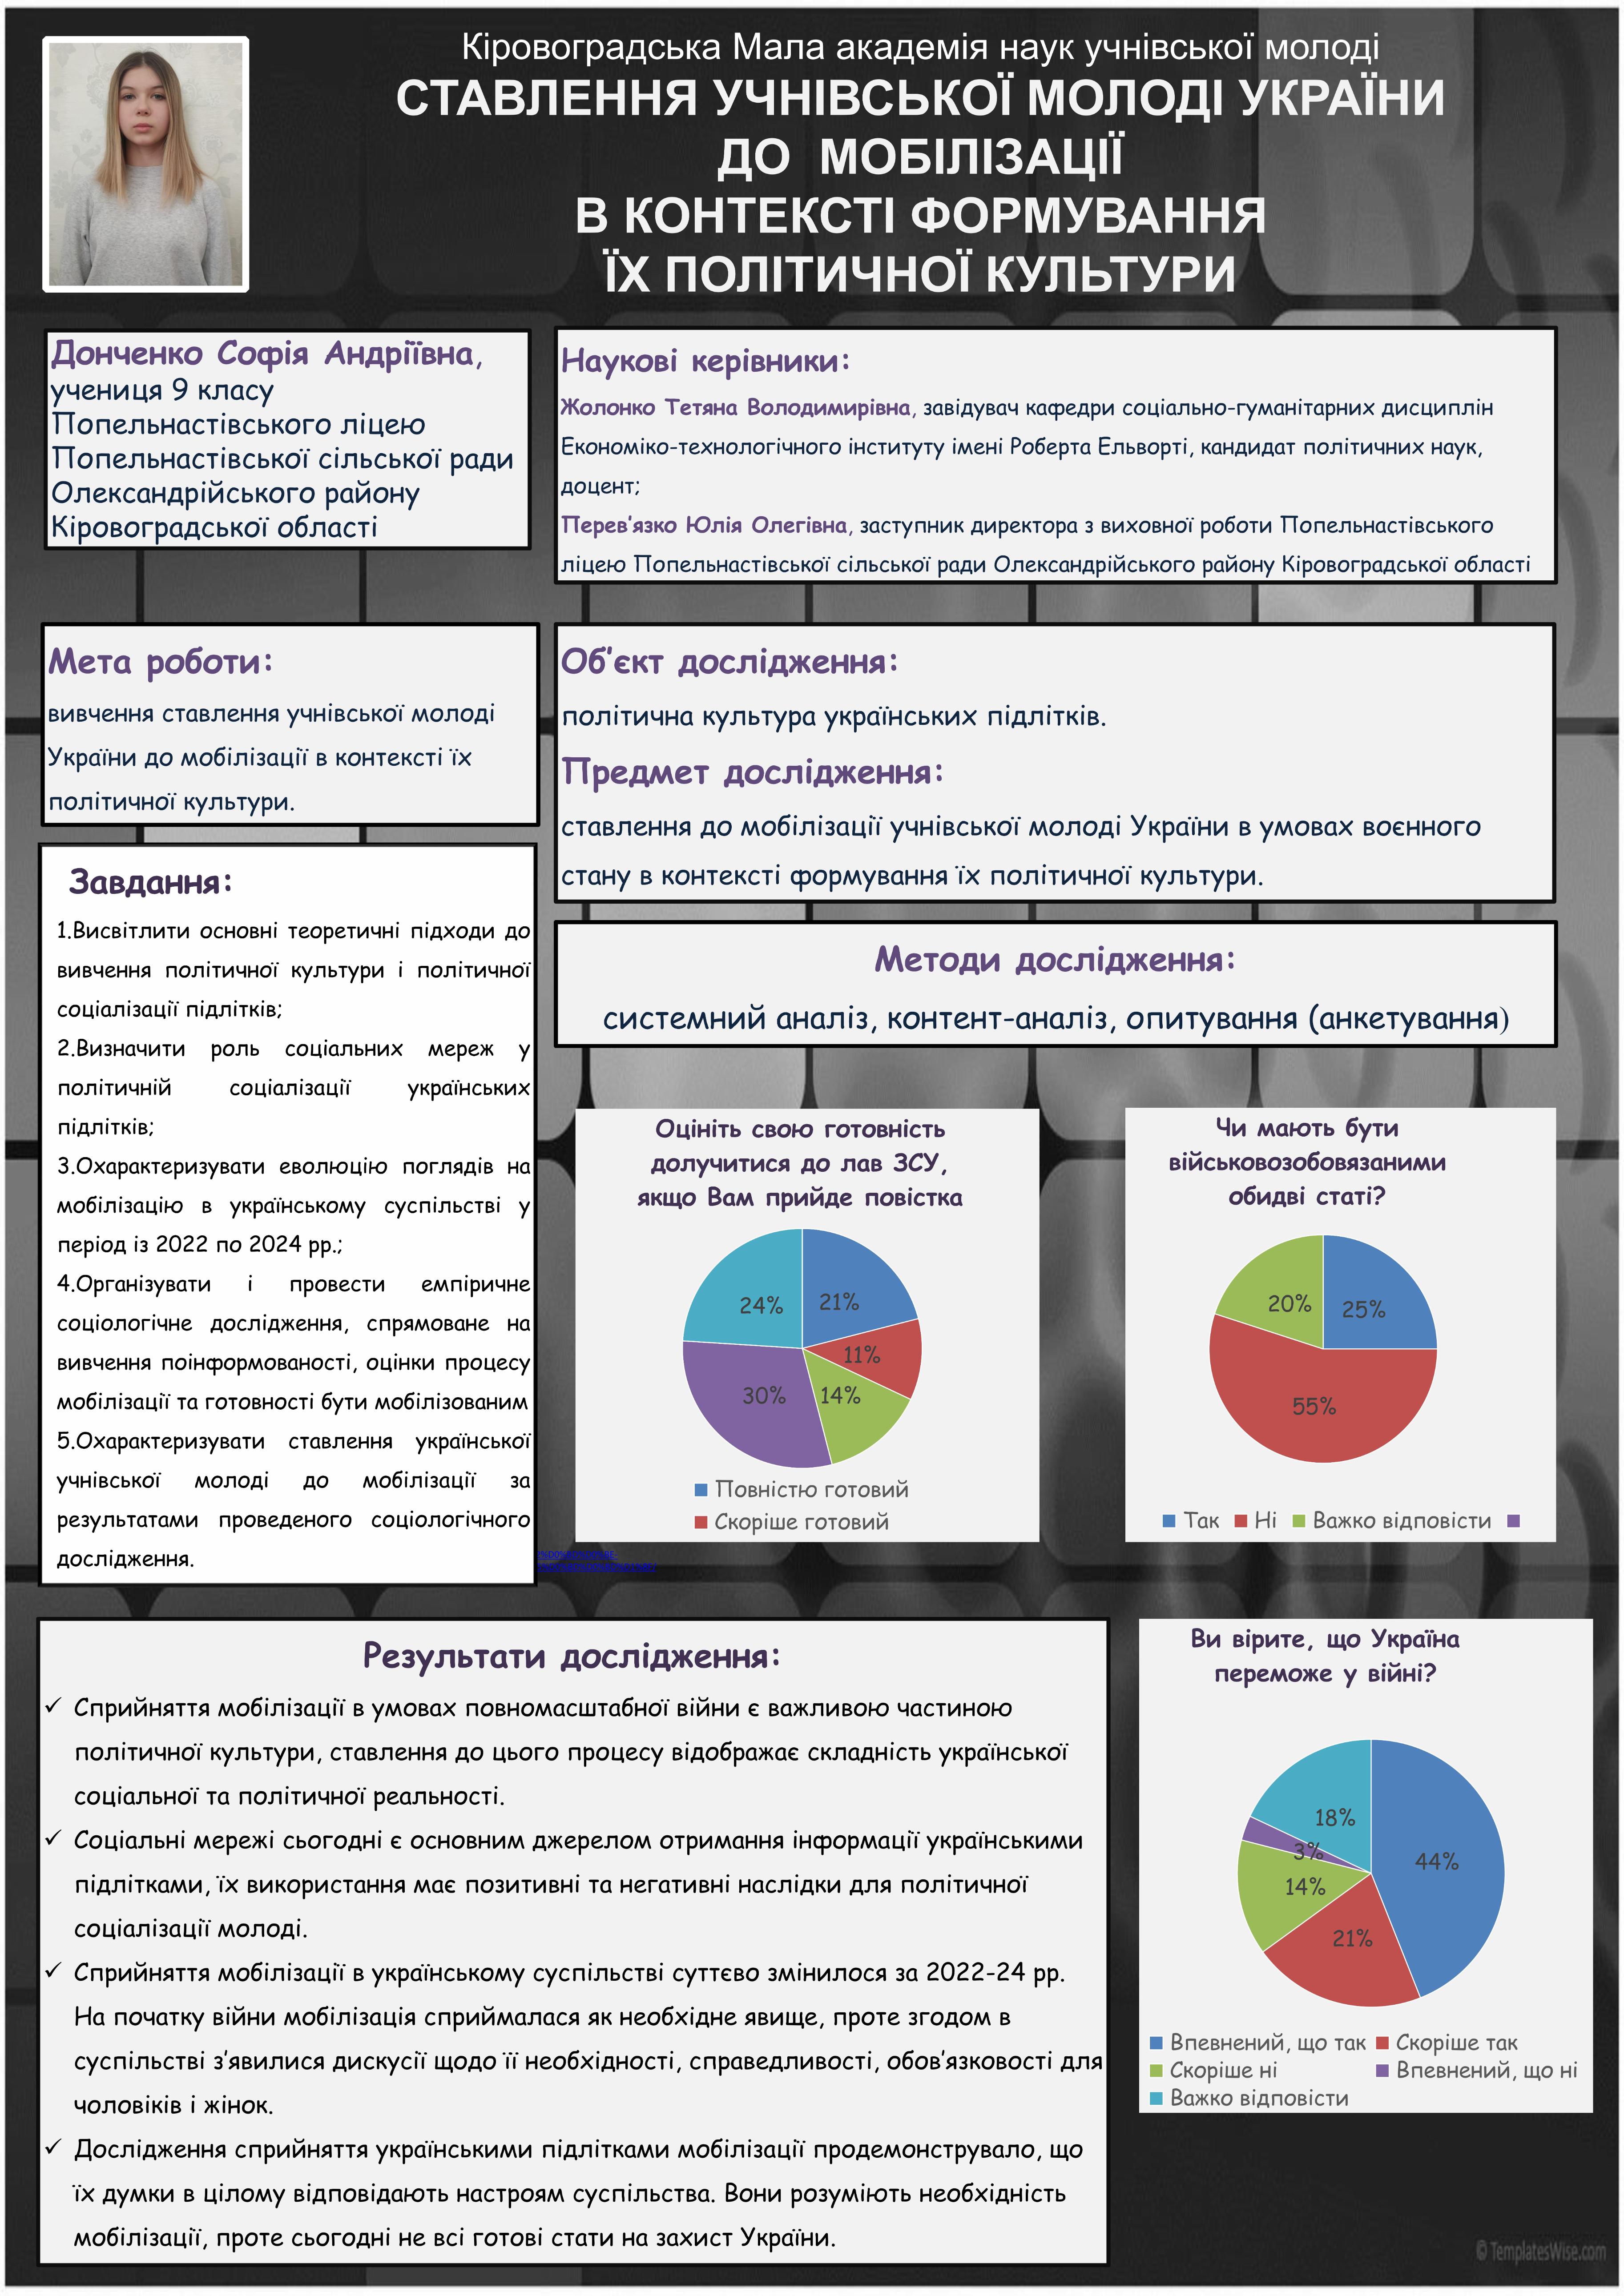 Кіровоградська Мала академія наук учнівської молоді
СТАВЛЕННЯ УЧНІВСЬКОЇ МОЛОДІ УКРАЇНИ
ДО МОБІЛІЗАЦІЇ
В КОНТЕКСТІ ФОРМУВАННЯ
ЇХ ПОЛІТИЧНОЇ КУЛЬТУРИ
Донченко Софія Андріївна,
учениця 9 класу
Попельнастівського ліцею
Попельнастівської сільської ради
Олександрійського району
Кіровоградської області
Наукові керівники:
Жолонко Тетяна Володимирівна, завідувач кафедри соціально-гуманітарних дисциплін
Економіко-технологічного інституту імені Роберта Ельворті, кандидат політичних наук,
доцент;
Перев'язко Юлія Олегівна, заступник директора з виховної роботи Попельнастівського
ліцею Попельнастівської сільської ради Олександрійського району Кіровоградської області
Мета роботи:
вивчення ставлення учнівської молоді
України до мобілізації в контексті їх
політичної культури.
Об'єкт дослідження:
політична культура українських підлітків.
Предмет дослідження:
ставлення до мобілізації учнівської молоді України в умовах воєнного
стану в контексті формування їх політичної культури.
Завдання:
1.Висвітлити основні теоретичні підходи до
вивчення політичної культури і політичної
соціалізації підлітків;
2.Визначити роль соціальних мереж у
політичній соціалізації українських
підлітків;
3.Охарактеризувати еволюцію поглядів на
мобілізацію в українському суспільстві у
період із 2022 по 2024 рр.;
4.Організувати і провести емпіричне
соціологічне дослідження, спрямоване на
вивчення поінформованості, оцінки процесу
мобілізації та готовності бути мобілізованим
5.Охарактеризувати ставлення української
учнівської молоді до мобілізації за
результатами проведеного соціологічного
дослідження.
Методи дослідження:
системний аналіз, контент-аналіз, опитування (анкетування)
Оцініть свою готовність
долучитися до лав ЗСУ,
якщо Вам прийде повістка
24%
21%
11%
30%
14%
Повністю готовий
Скоріше готовий
Чи мають бути
військовозобовязаними
обидві статі?
20%
25%
55%
Так Ні Важко відповісти
Результати дослідження:
✓ Сприйняття мобілізації в умовах повномасштабної війни є важливою частиною
політичної культури, ставлення до цього процесу відображає складність української
соціальної та політичної реальності.
✓ Соціальні мережі сьогодні є основним джерелом отримання інформації українськими
підлітками, їх використання має позитивні та негативні наслідки для політичної
соціалізації молоді.
✓ Сприйняття мобілізації в українському суспільстві суттєво змінилося за 2022-24 рр.
На початку війни мобілізація сприймалася як необхідне явище, проте згодом в
суспільстві з'явилися дискусії щодо її необхідності, справедливості, обов'язковості для
чоловіків і жінок.
✓ Дослідження сприйняття українськими підлітками мобілізації продемонструвало, що
їх думки в цілому відповідають настроям суспільства. Вони розуміють необхідність
мобілізації, проте сьогодні не всі готові стати на захист України.
Ви вірите, що Україна
переможе у війні?
18%
3%
44%
14%
21%
Впевнений, що так Скоріше так
Скоріше ні Впевнений, що ні
Важко відповісти
© TemplatesWise.com